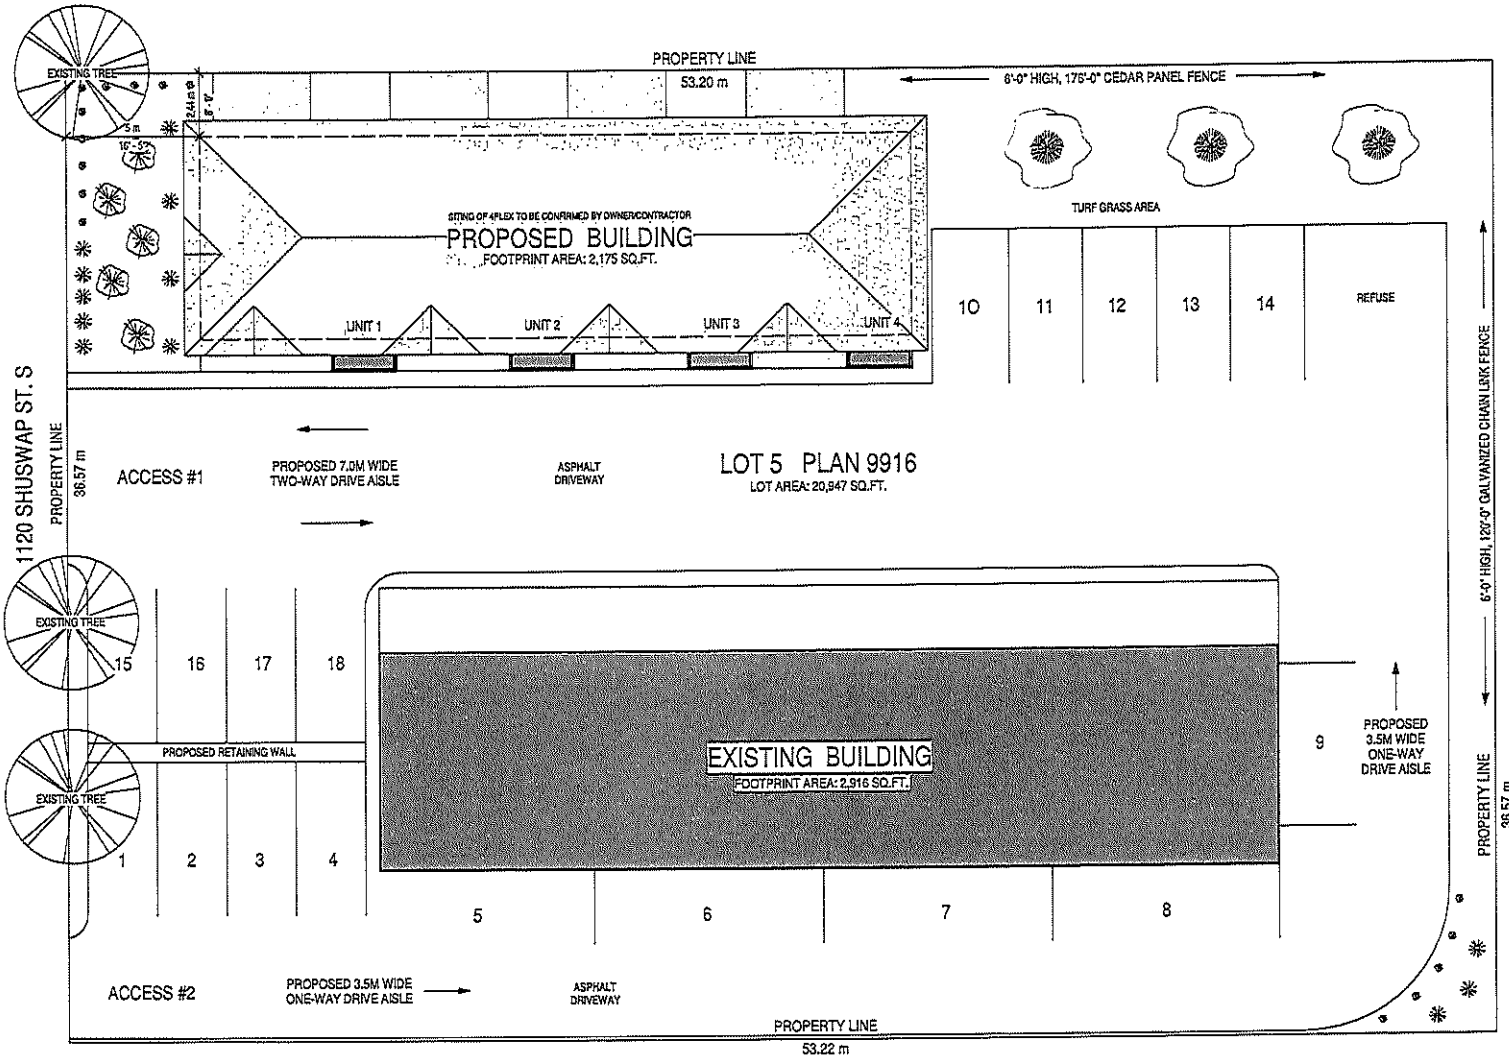 PROPERTY LINE
53.20 m
EXISTING TREE
6'-0" HIGH, 176'-0" CEDAR PANEL FENCE
2.44 m
8'-0"
5 m
16'-5"
TURF GRASS AREA
SITING OF 4PLEX TO BE CONFIRMED BY OWNER/CONTRACTOR
PROPOSED BUILDING
FOOTPRINT AREA: 2,175 SQ.FT.
UNIT 1
UNIT 2
UNIT 3
UNIT 4
10
11
12
13
14
REFUSE
6'-0" HIGH, 120'-0" GALVANIZED CHAIN LINK FENCE
1120 SHUSWAP ST. S
PROPERTY LINE
36.57 m
ACCESS #1
PROPOSED 7.0M WIDE
TWO-WAY DRIVE AISLE
ASPHALT
DRIVEWAY
LOT 5 PLAN 9916
LOT AREA: 20,947 SQ.FT.
EXISTING TREE
15
16
17
18
PROPOSED RETAINING WALL
EXISTING BUILDING
FOOTPRINT AREA: 2,916 SQ.FT.
9
PROPOSED
3.5M WIDE
ONE-WAY
DRIVE AISLE
PROPERTY LINE
36.57 m
EXISTING TREE
1
2
3
4
5
6
7
8
ACCESS #2
PROPOSED 3.5M WIDE
ONE-WAY DRIVE AISLE
ASPHALT
DRIVEWAY
PROPERTY LINE
53.22 m